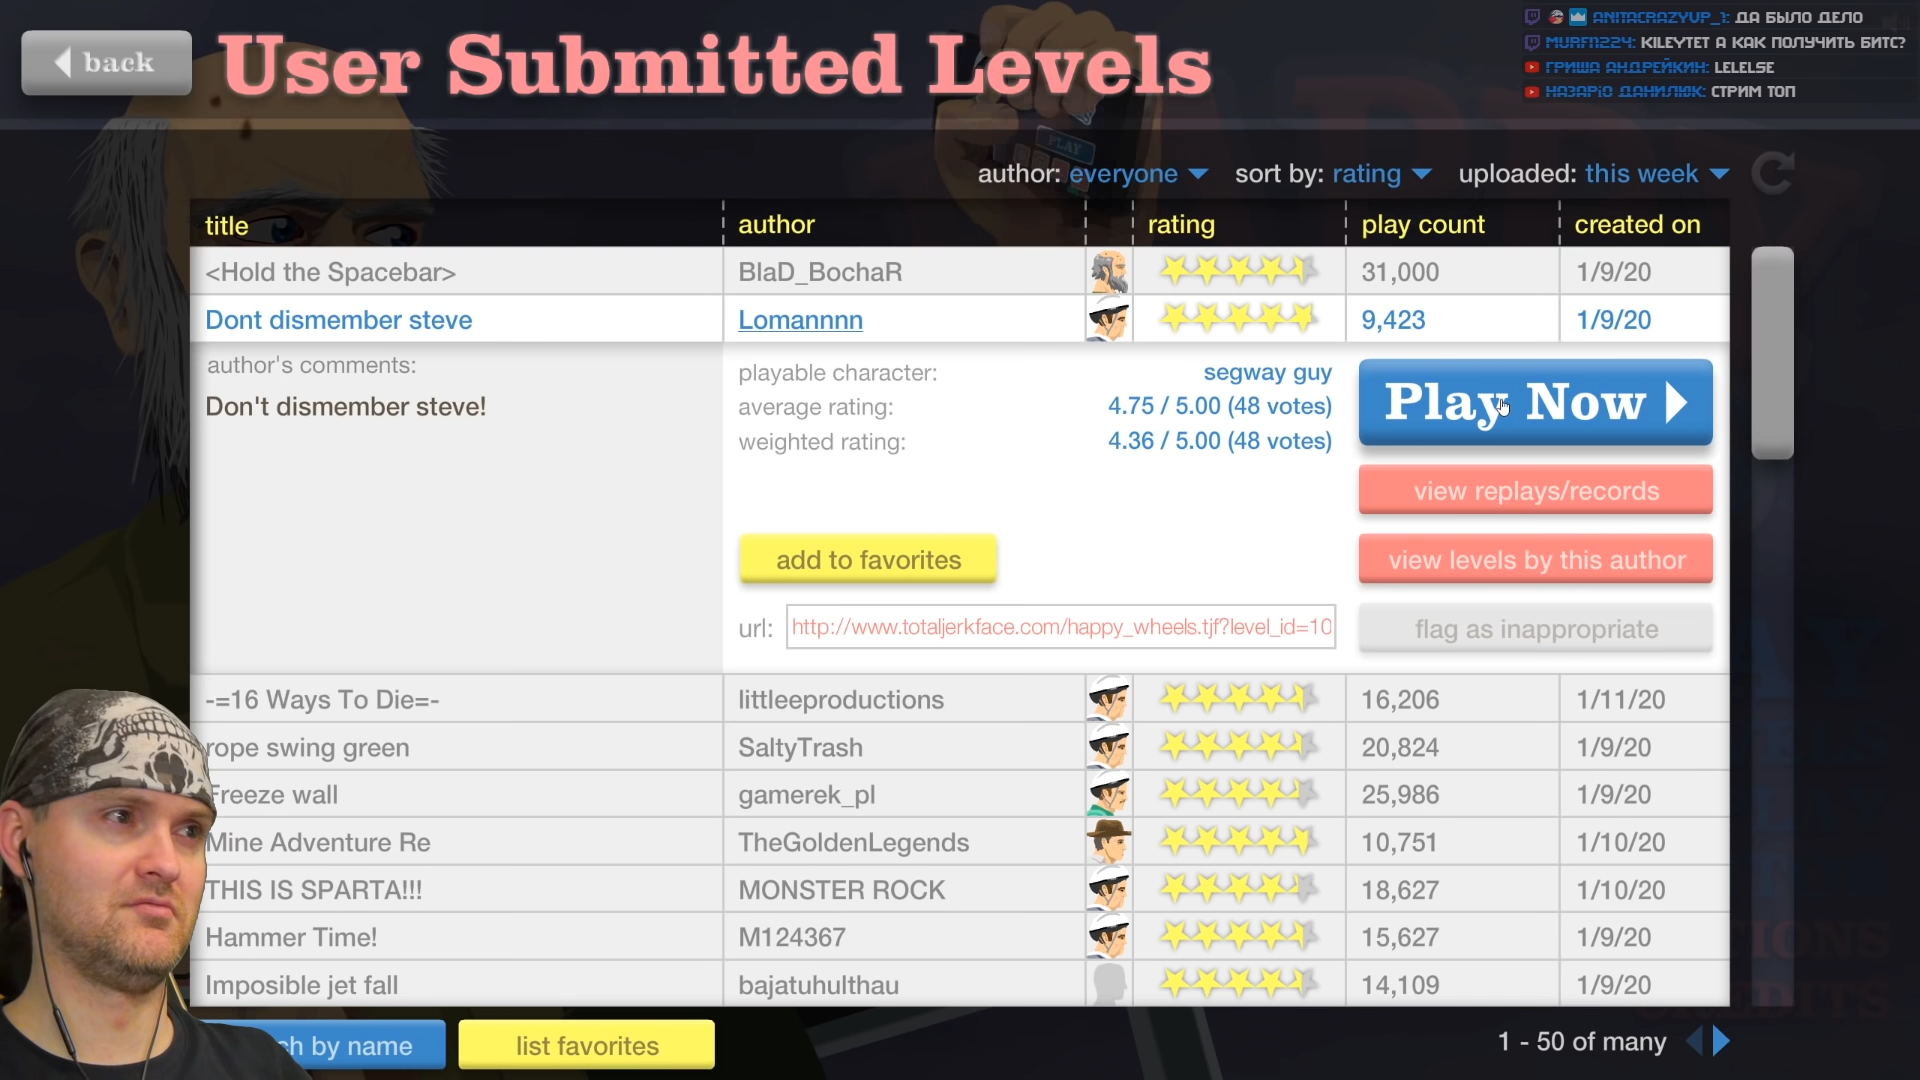 back
User Submitted Levels
ANITACRAZYUP_1: ДА БЫЛО ДЕЛО
MURFN224: KILEYTET А КАК ПОЛУЧИТЬ БИТС?
ГРИША АНДРЕЙКИН: LELELSE
НАЗАРІО ДАНИЛЮК: СТРИМ ТОП
author: everyone sort by: rating uploaded: this week
title author rating play count created on
<Hold the Spacebar> BlaD_BochaR 31,000 1/9/20
Dont dismember steve Lomannnn 9,423 1/9/20
author's comments:
Don't dismember steve!
playable character: segway guy
average rating: 4.75 / 5.00 (48 votes)
weighted rating: 4.36 / 5.00 (48 votes)
Play Now
view replays/records
add to favorites
view levels by this author
url: http://www.totaljerkface.com/happy_wheels.tjf?level_id=10
flag as inappropriate
-=16 Ways To Die=- littleeproductions 16,206 1/11/20
rope swing green SaltyTrash 20,824 1/9/20
Freeze wall gamerek_pl 25,986 1/9/20
Mine Adventure Re TheGoldenLegends 10,751 1/10/20
THIS IS SPARTA!!! MONSTER ROCK 18,627 1/10/20
Hammer Time! M124367 15,627 1/9/20
Imposible jet fall bajatuhulthau 14,109 1/9/20
ch by name
list favorites
1 - 50 of many